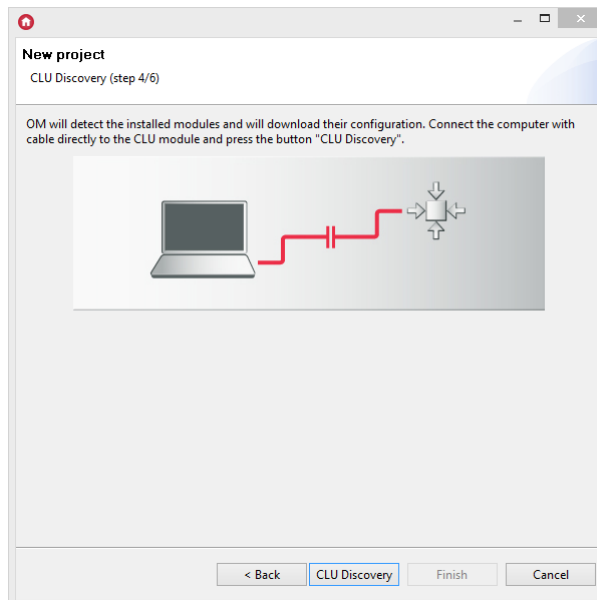 New project
CLU Discovery (step 4/6)
OM will detect the installed modules and will download their configuration. Connect the computer with
cable directly to the CLU module and press the button "CLU Discovery".
< Back
CLU Discovery
Finish
Cancel